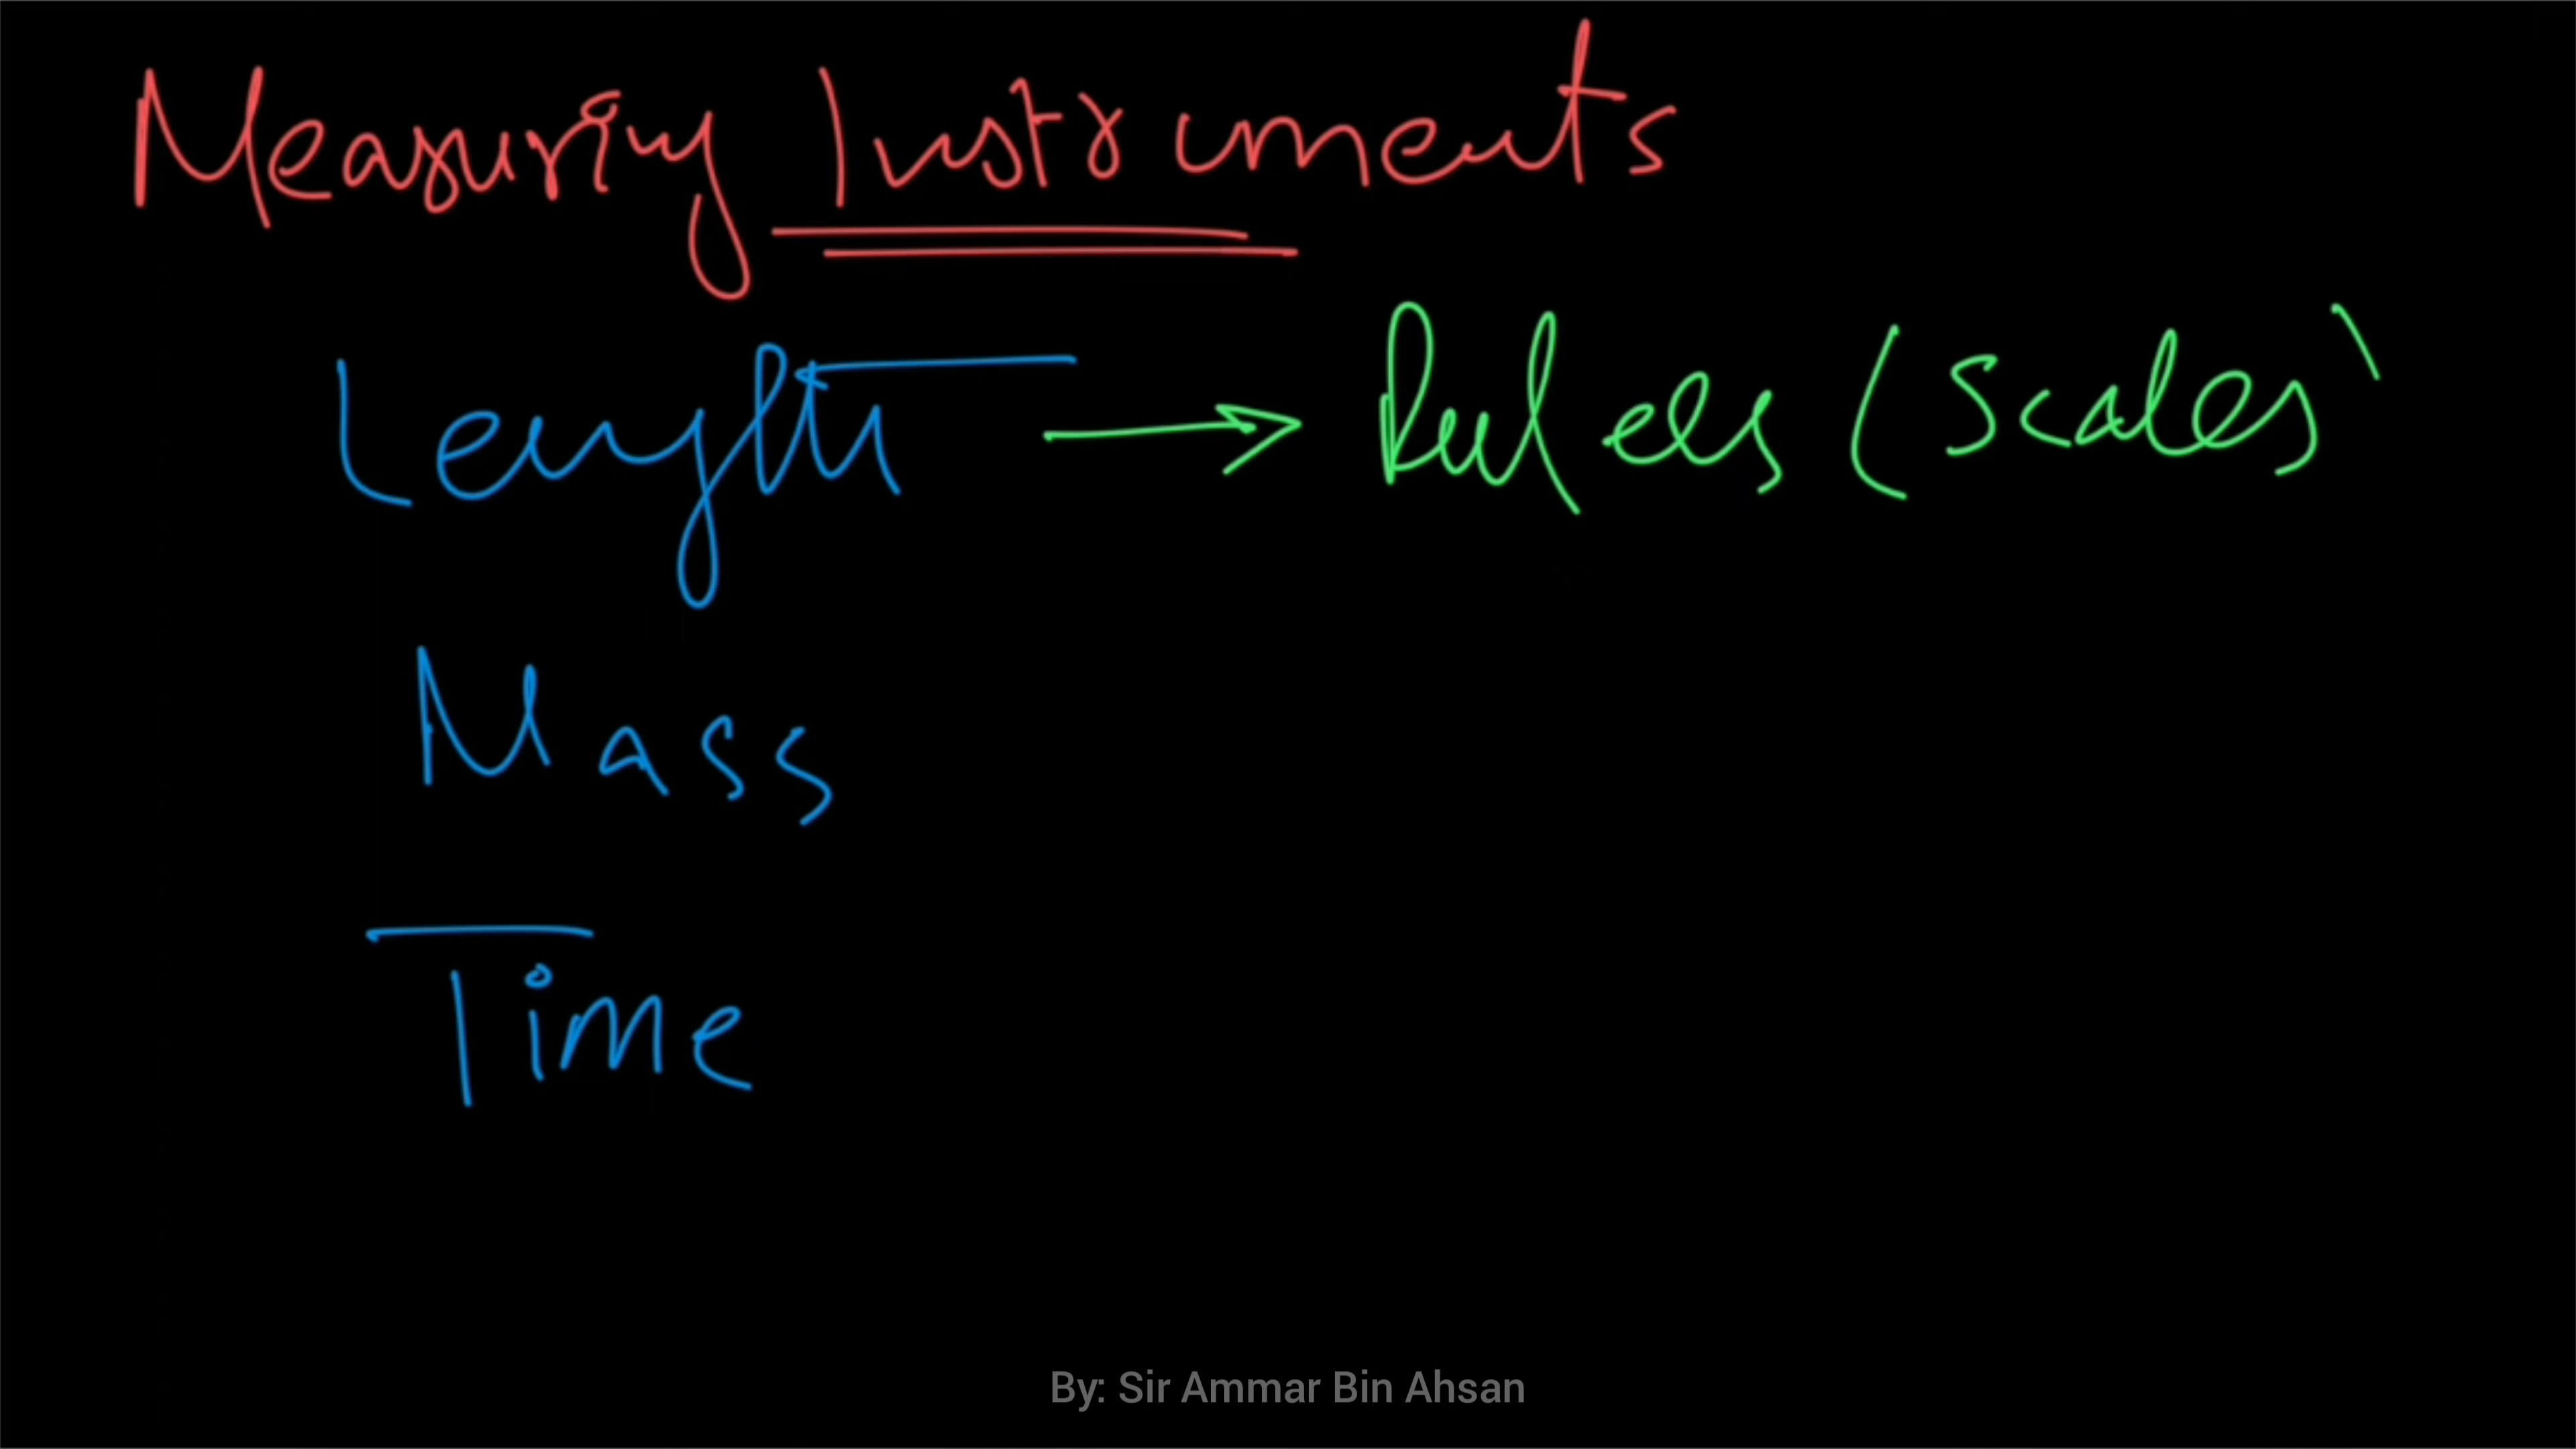 Measuring Instruments
Length → Rulers (Scales)
Mass
Time
By: Sir Ammar Bin Ahsan